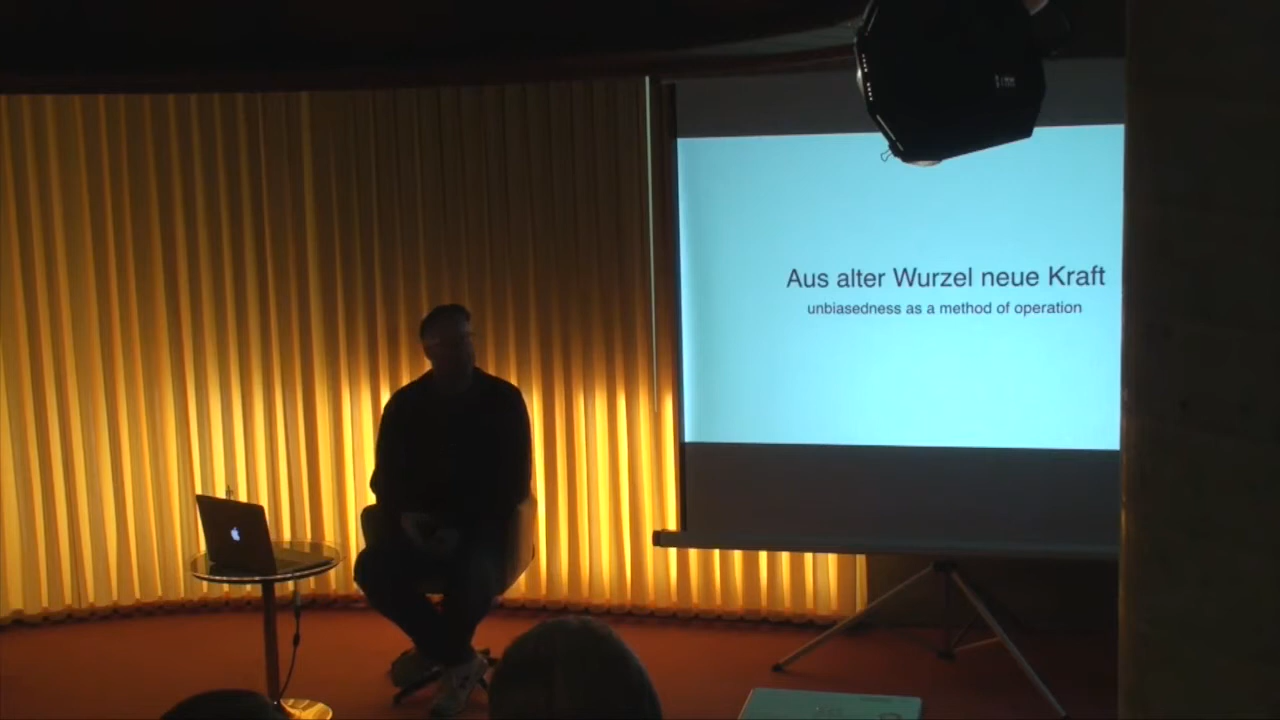 Aus alter Wurzel neue Kraft
unbiasedness as a method of operation